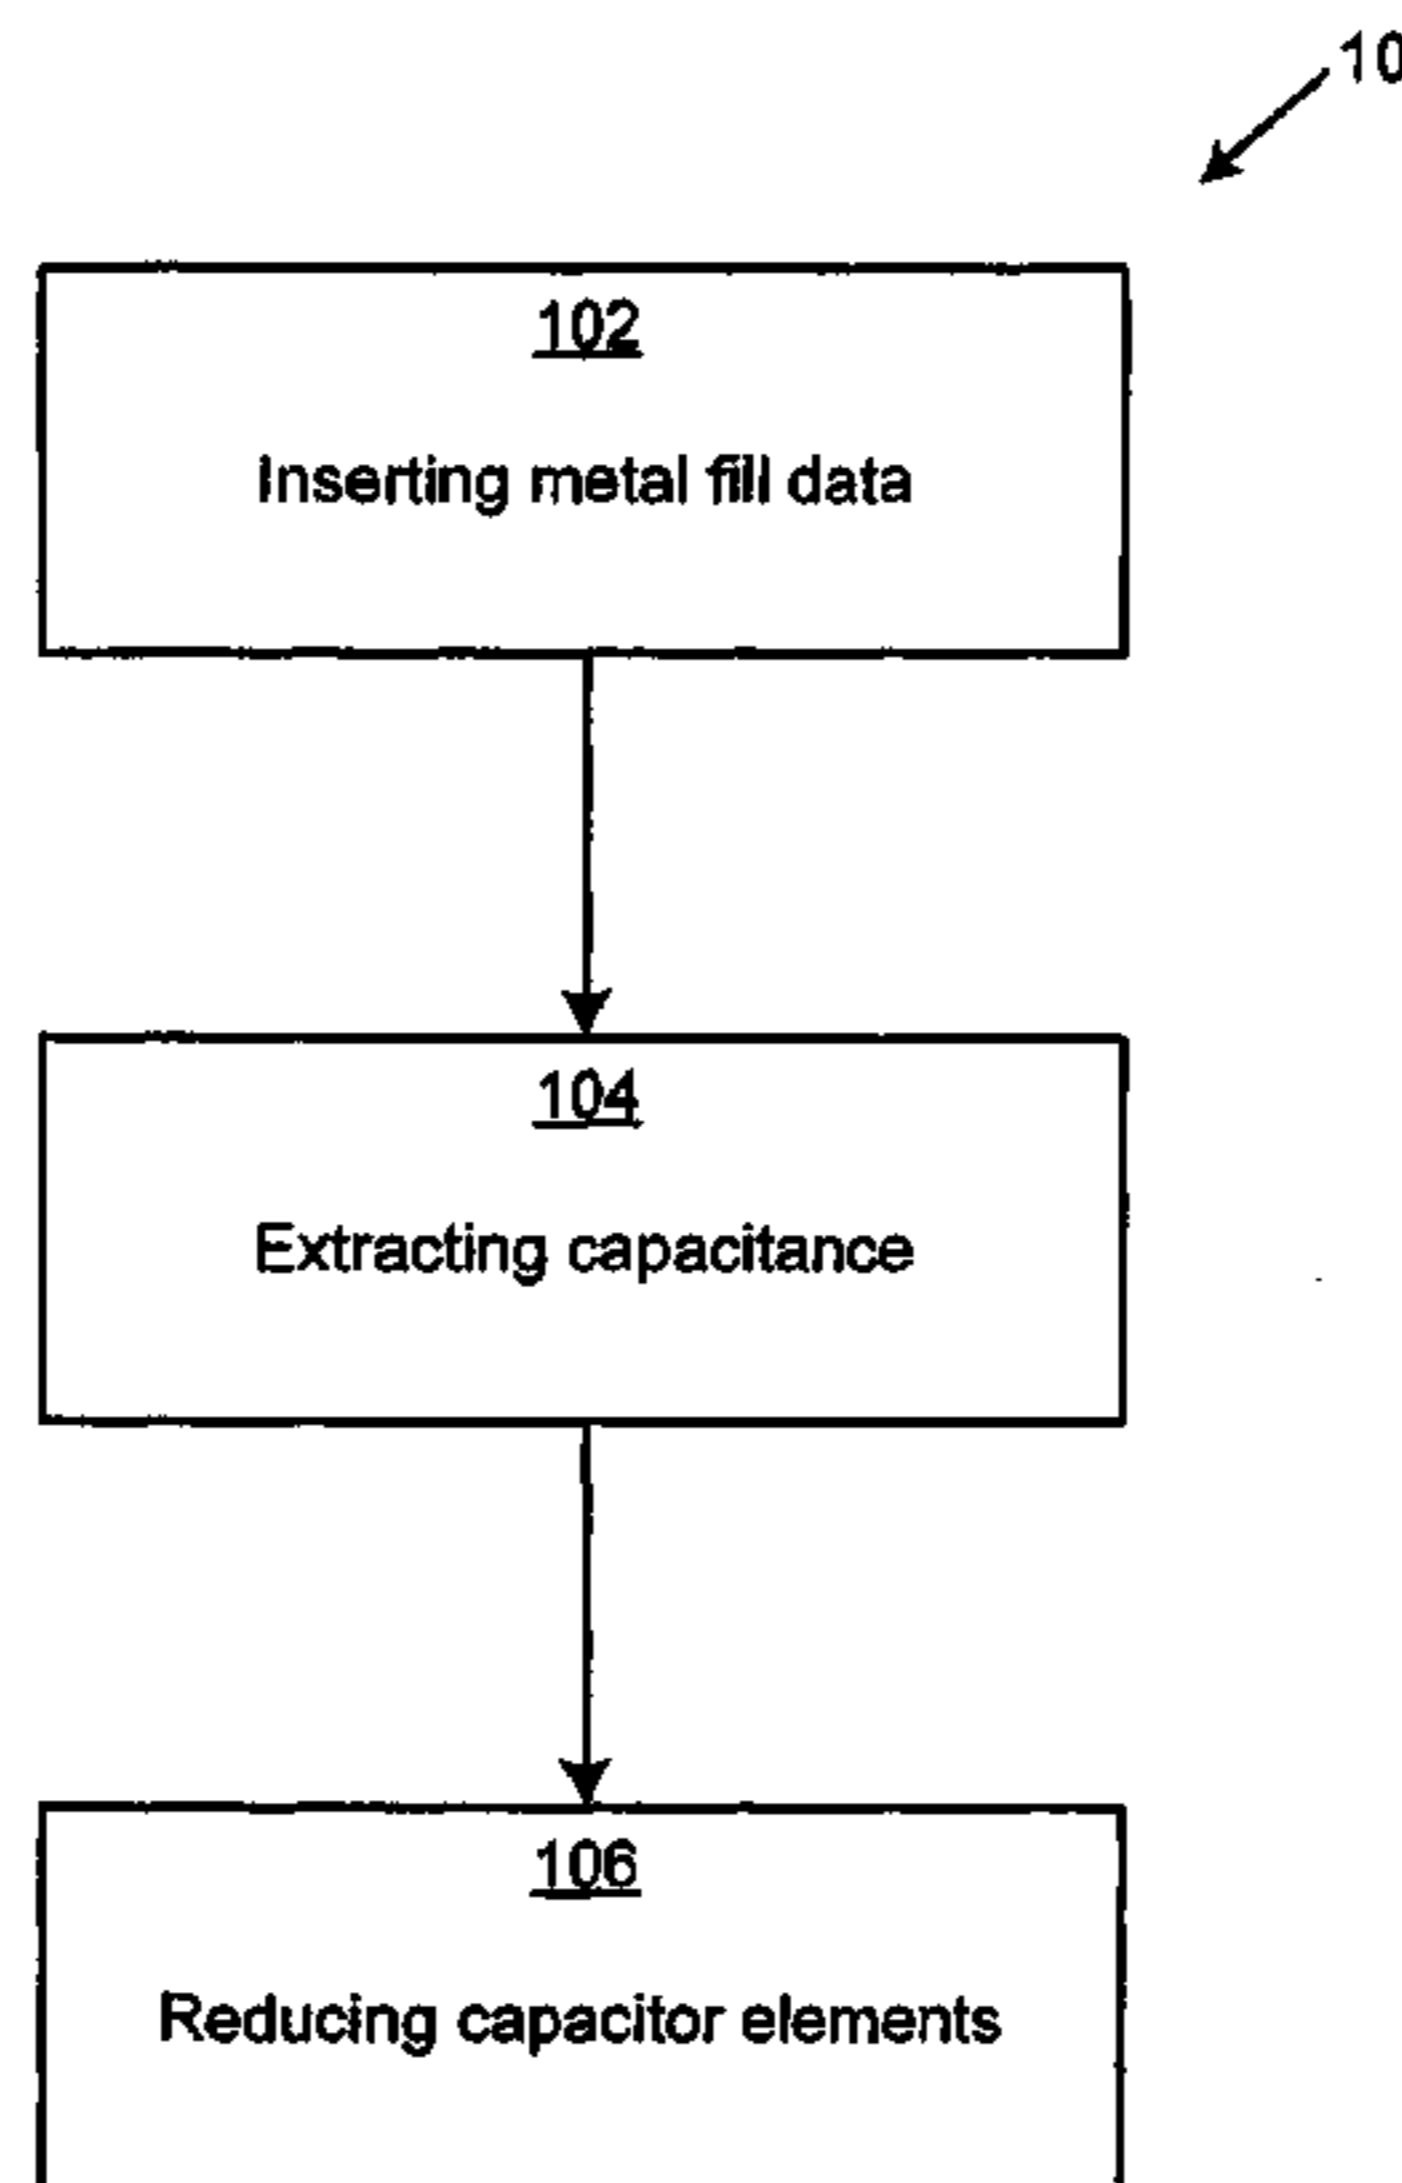 10
102
Inserting metal fill data
104
Extracting capacitance
106
Reducing capacitor elements